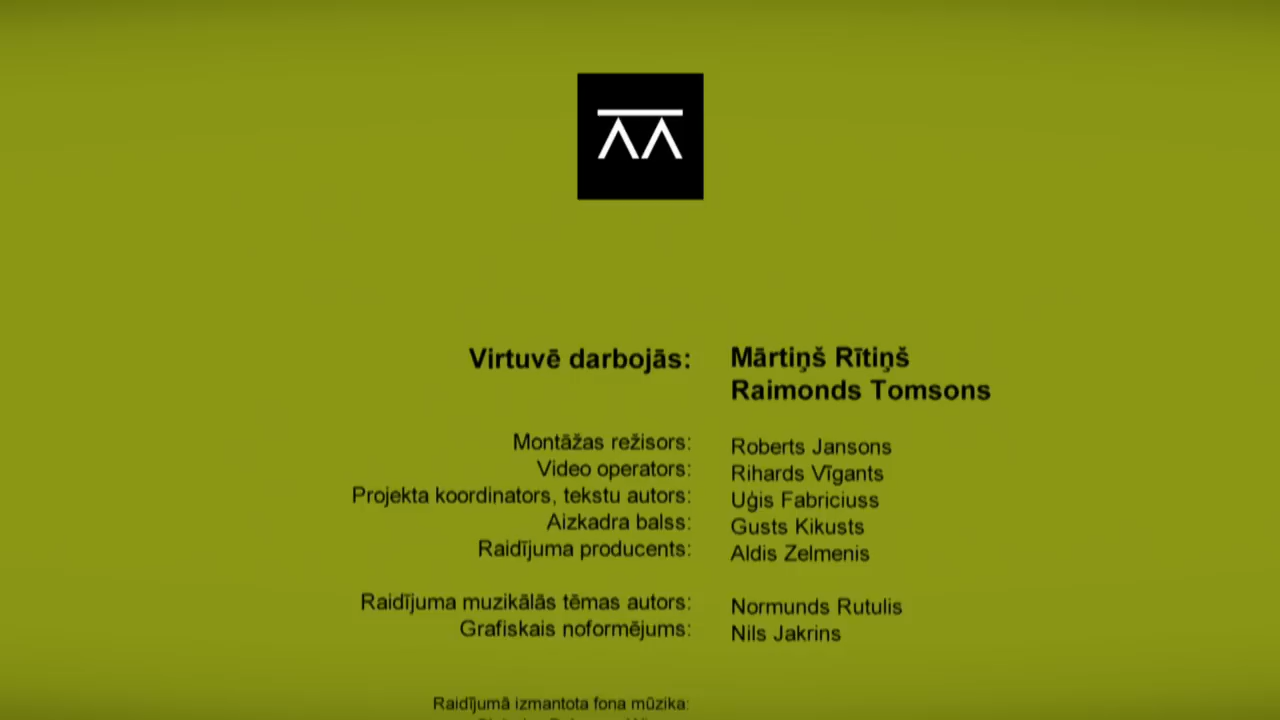 Virtuvē darbojās: Mārtiņš Rītiņš
Raimonds Tomsons
Montāžas režisors: Roberts Jansons
Video operators: Rihards Vīgants
Projekta koordinators, tekstu autors: Uģis Fabriciuss
Aizkadra balss: Gusts Kikusts
Raidījuma producents: Aldis Zelmenis
Raidījuma muzikālās tēmas autors: Normunds Rutulis
Grafiskais noformējums: Nils Jakrins
Raidījumā izmantota fona mūzika: